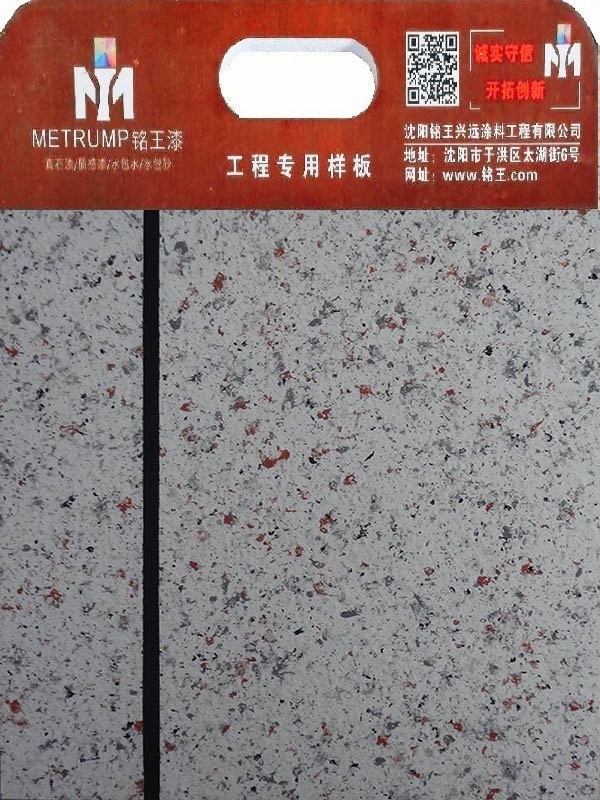 METRUMP铭王漆
真石漆/质感漆/水包水/水包砂
工程专用样板
诚实守信
开拓创新
沈阳铭王兴远涂料工程有限公司
地址：沈阳市于洪区太湖街6号
网址：www.铭王.com